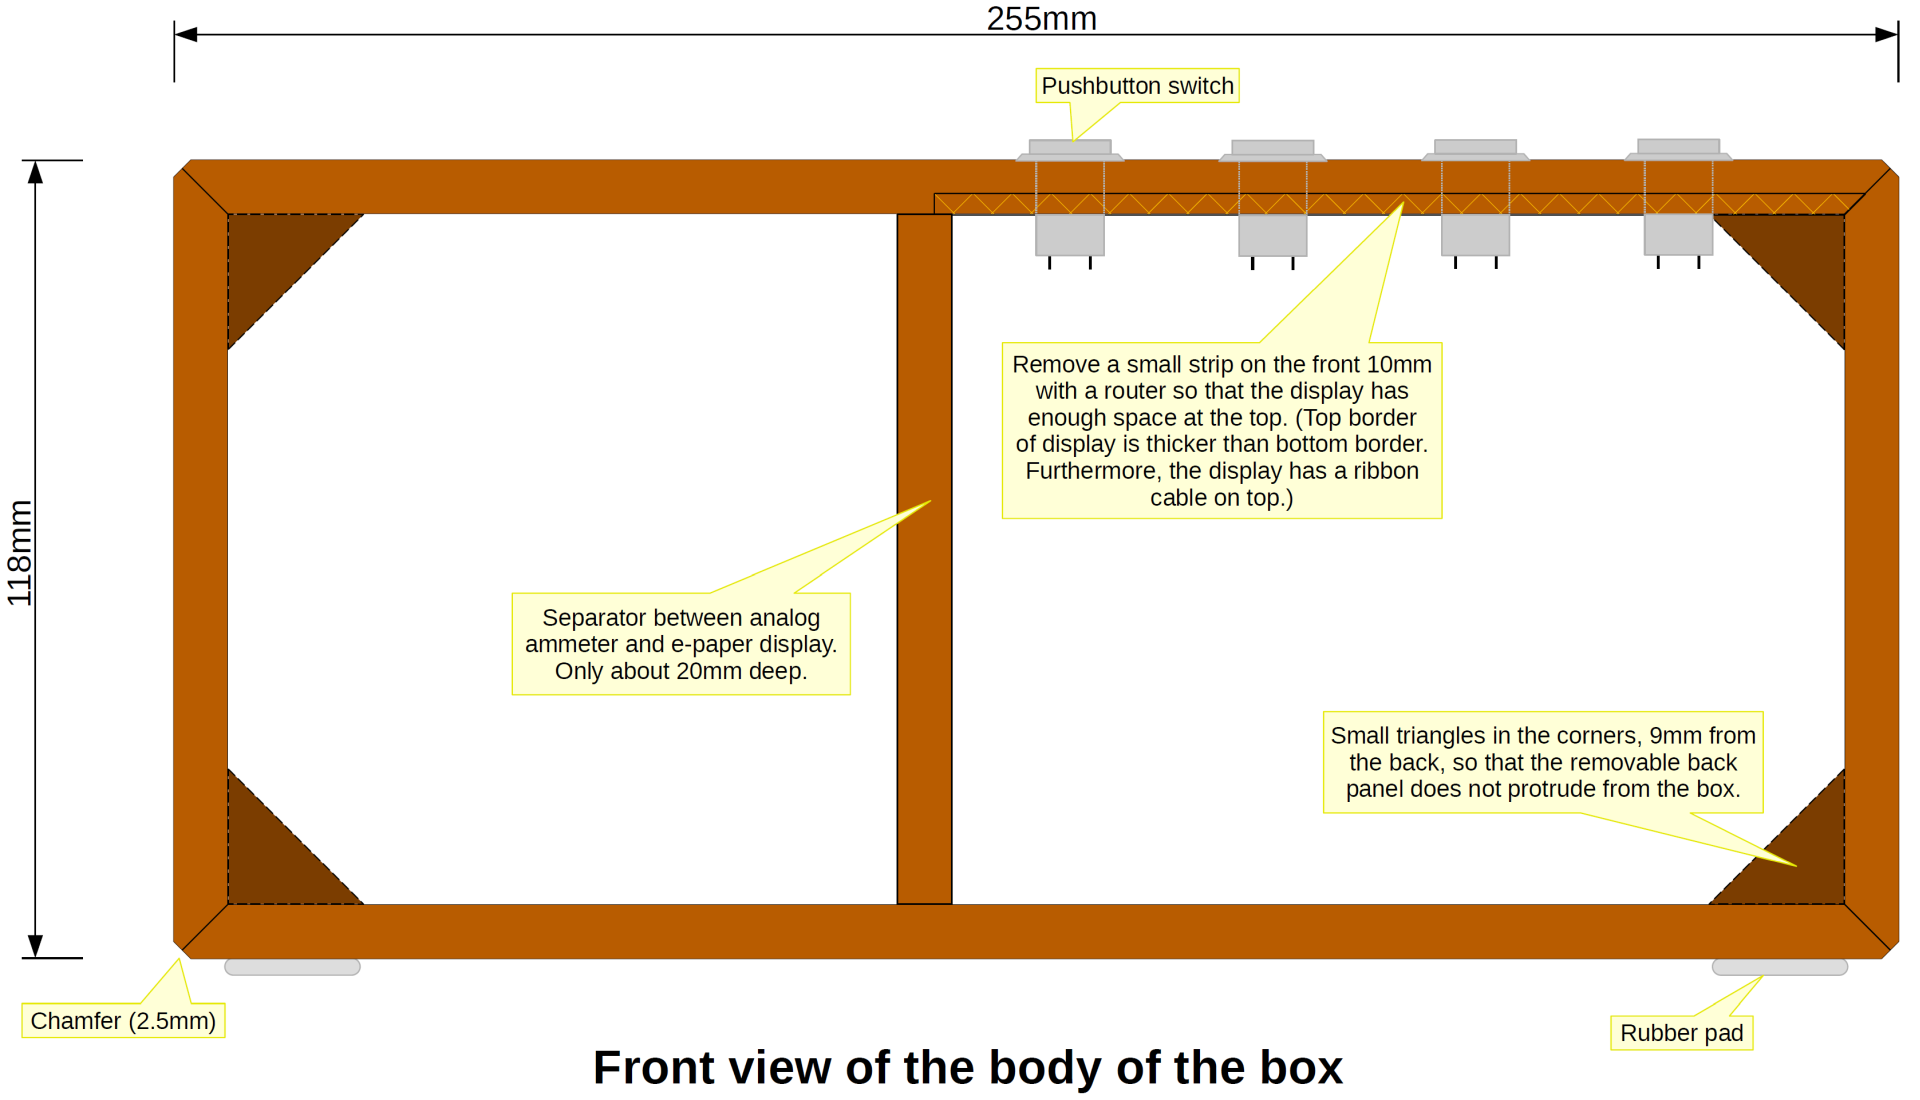 255mm
Pushbutton switch
118mm
Remove a small strip on the front 10mm
with a router so that the display has
enough space at the top. (Top border
of display is thicker than bottom border.
Furthermore, the display has a ribbon
cable on top.)
Separator between analog
ammeter and e-paper display.
Only about 20mm deep.
Small triangles in the corners, 9mm from
the back, so that the removable back
panel does not protrude from the box.
Chamfer (2.5mm)
Rubber pad
Front view of the body of the box